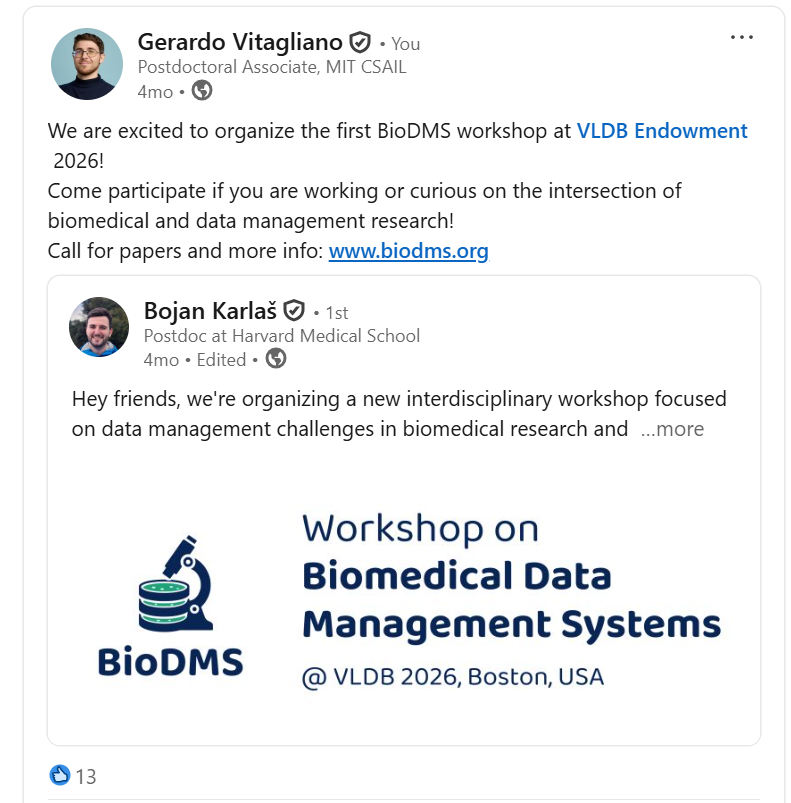 Gerardo Vitagliano • You
Postdoctoral Associate, MIT CSAIL
4mo •
We are excited to organize the first BioDMS workshop at VLDB Endowment
2026!
Come participate if you are working or curious on the intersection of
biomedical and data management research!
Call for papers and more info: www.biodms.org
Bojan Karlaš • 1st
Postdoc at Harvard Medical School
4mo • Edited •
Hey friends, we're organizing a new interdisciplinary workshop focused
on data management challenges in biomedical research and ...more
BioDMS
Workshop on
Biomedical Data
Management Systems
@ VLDB 2026, Boston, USA
13